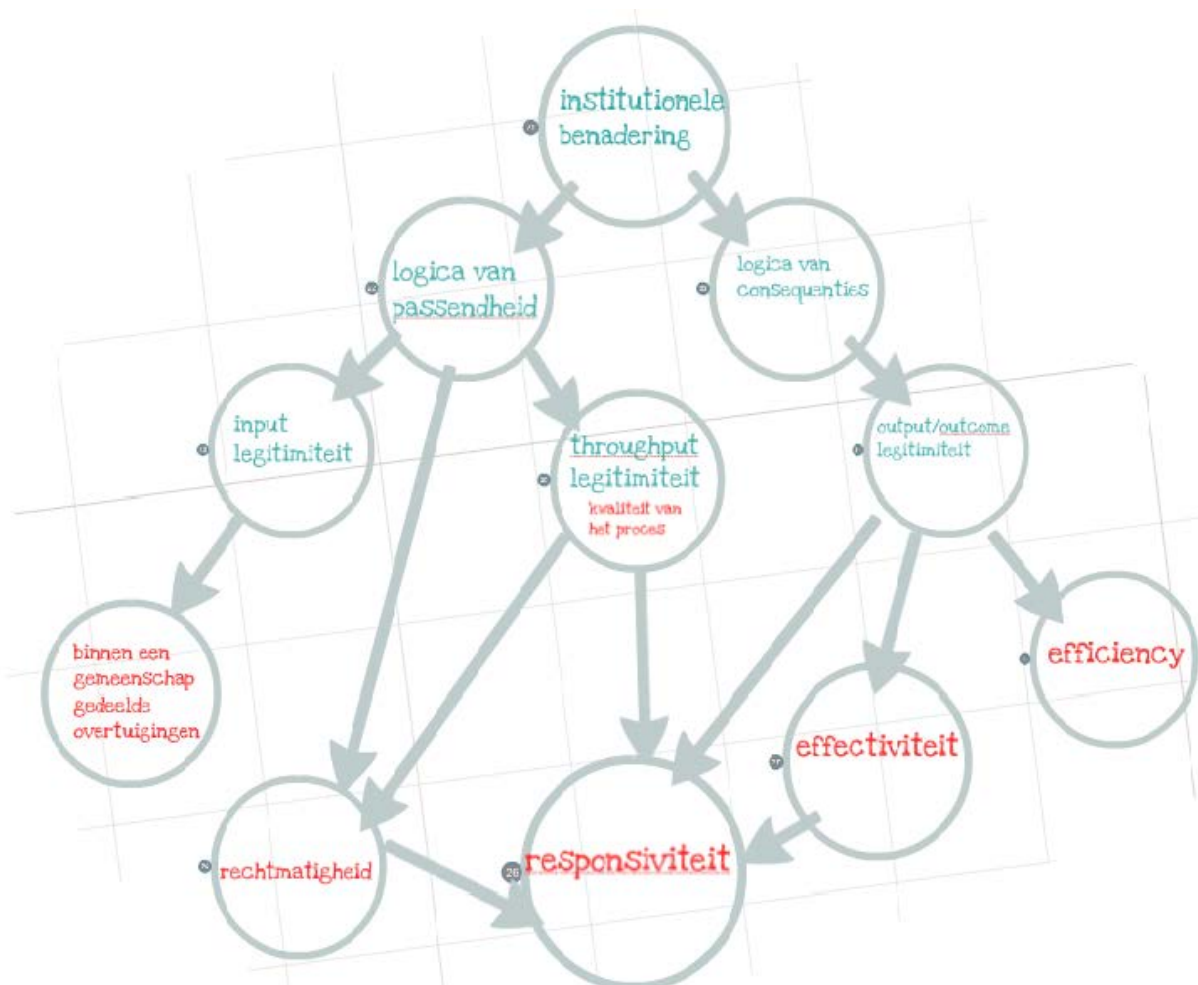 institutionele
benadering
logica van
passendheid
logica van
consequenties
input
legitimiteit
throughput
legitimiteit
kwaliteit van
het proces
output/outcome
legitimiteit
binnen een
gemeenschap
gedeelde
overtuigingen
efficiency
effectiviteit
rechtmatigheid
26
responsiviteit